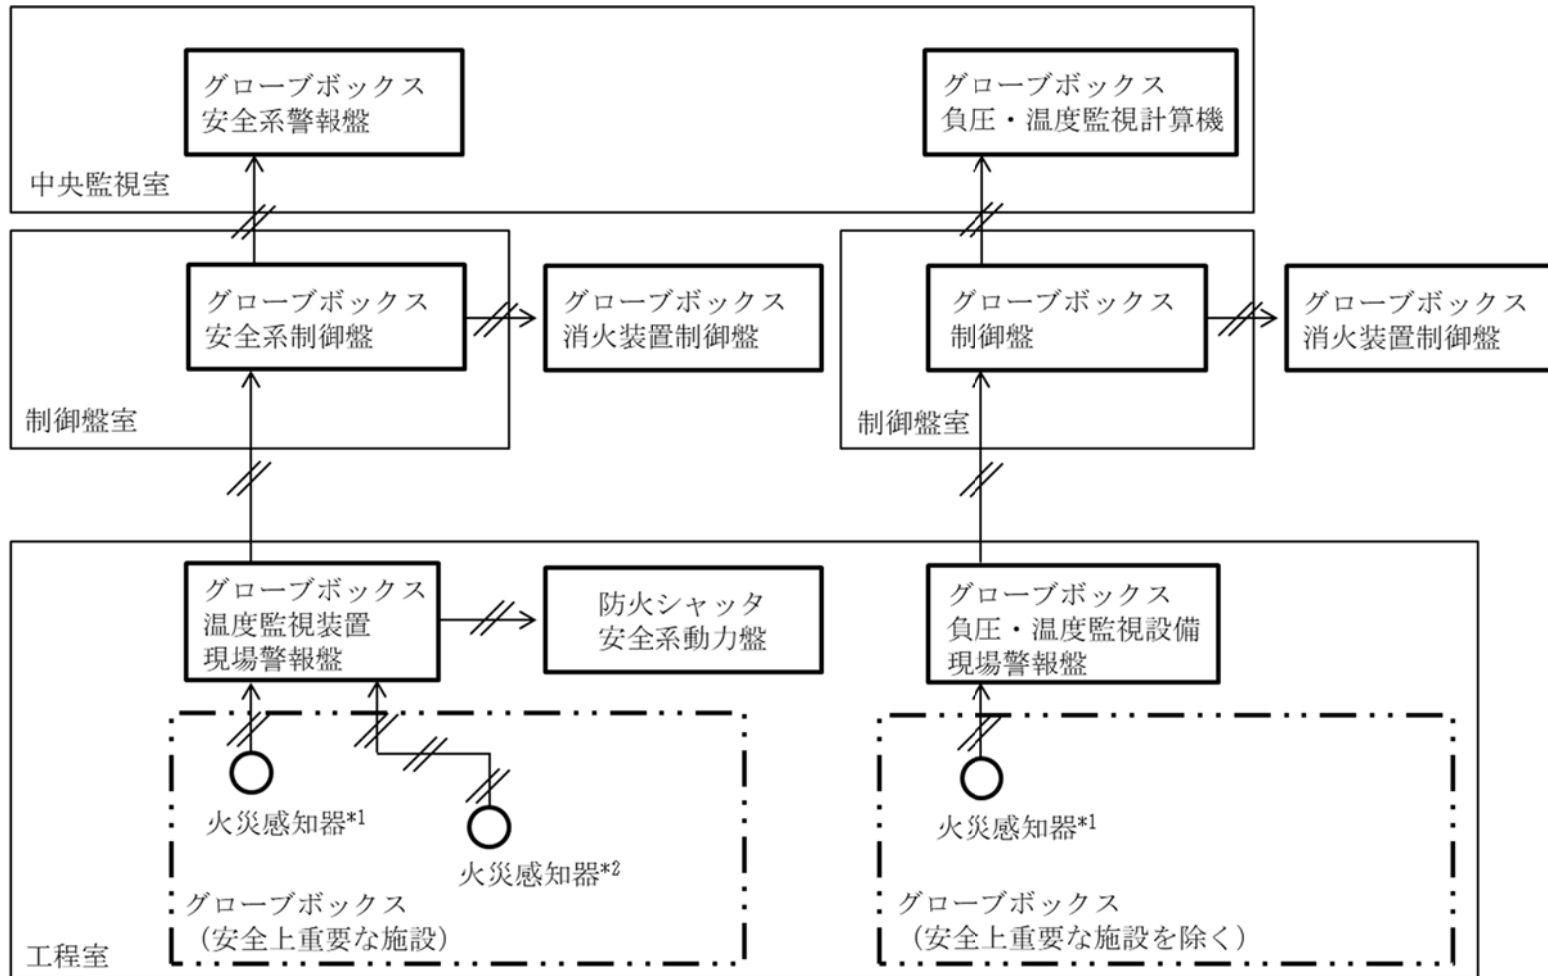 グローブボックス
安全系警報盤
グローブボックス
負圧・温度監視計算機
中央監視室
グローブボックス
安全系制御盤
グローブボックス
消火装置制御盤
グローブボックス
制御盤
グローブボックス
消火装置制御盤
制御盤室
制御盤室
グローブボックス
温度監視装置
現場警報盤
防火シャッタ
安全系動力盤
グローブボックス
負圧・温度監視設備
現場警報盤
火災感知器*1
火災感知器*2
火災感知器*1
グローブボックス
（安全上重要な施設）
グローブボックス
（安全上重要な施設を除く）
工程室